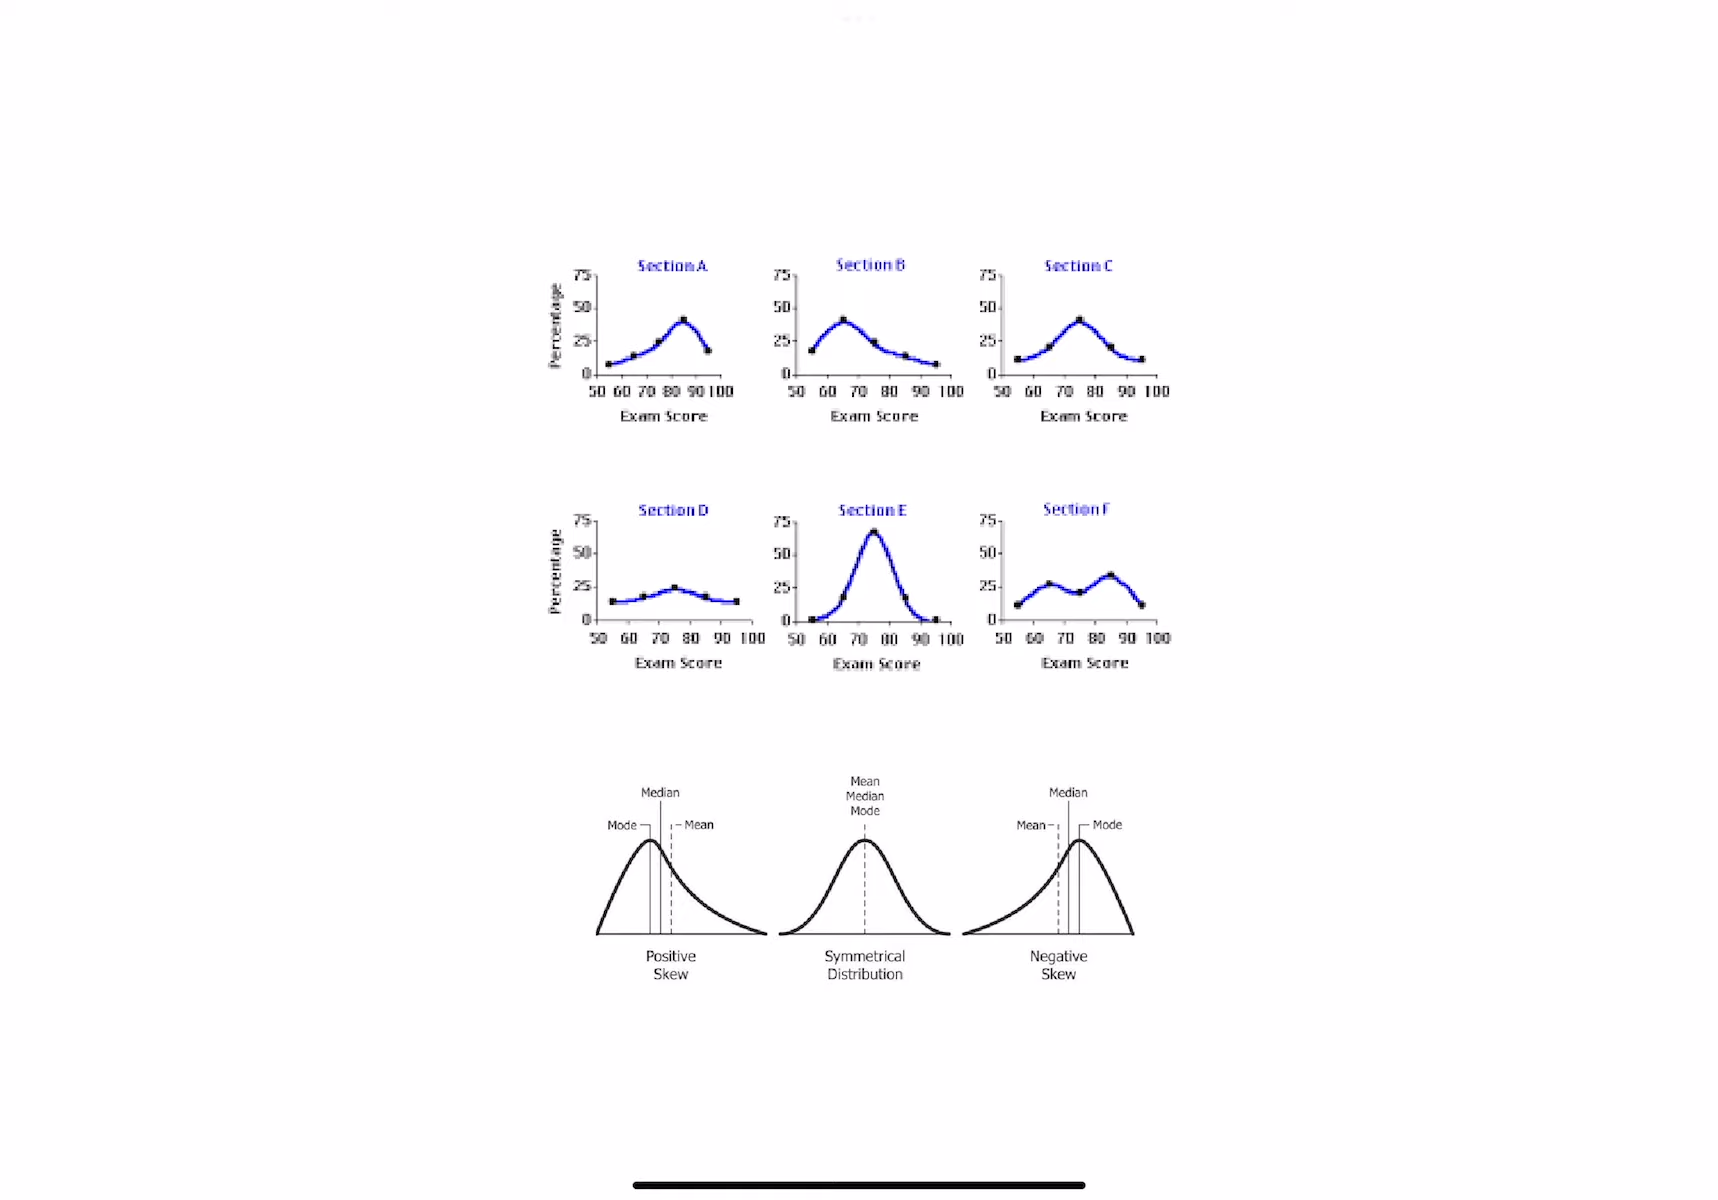 Section A
Section B
Section C
Percentage
75
50
25
0
50 60 70 80 90 100
Exam Score
75
50
25
0
50 60 70 80 90 100
Exam Score
75
50
25
0
50 60 70 80 90 100
Exam Score
Section D
Section E
Section F
Percentage
75
50
25
0
50 60 70 80 90 100
Exam Score
75
50
25
0
50 60 70 80 90 100
Exam Score
75
50
25
0
50 60 70 80 90 100
Exam Score
Median
Mode
Mean
Positive
Skew
Mean
Median
Mode
Symmetrical
Distribution
Median
Mean
Mode
Negative
Skew